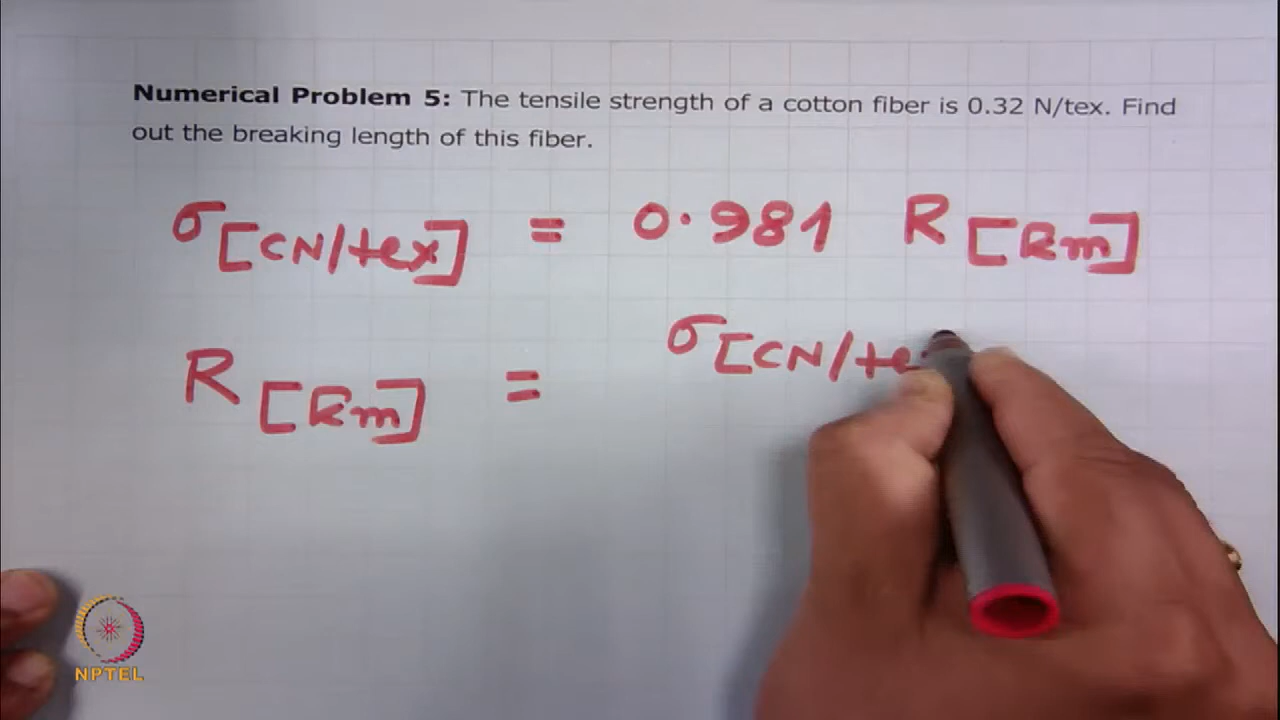 Numerical Problem 5: The tensile strength of a cotton fiber is 0.32 N/tex. Find
out the breaking length of this fiber.
σ[CN/tex] = 0.981 R[km]
R[km] = σ[CN/te
NPTEL